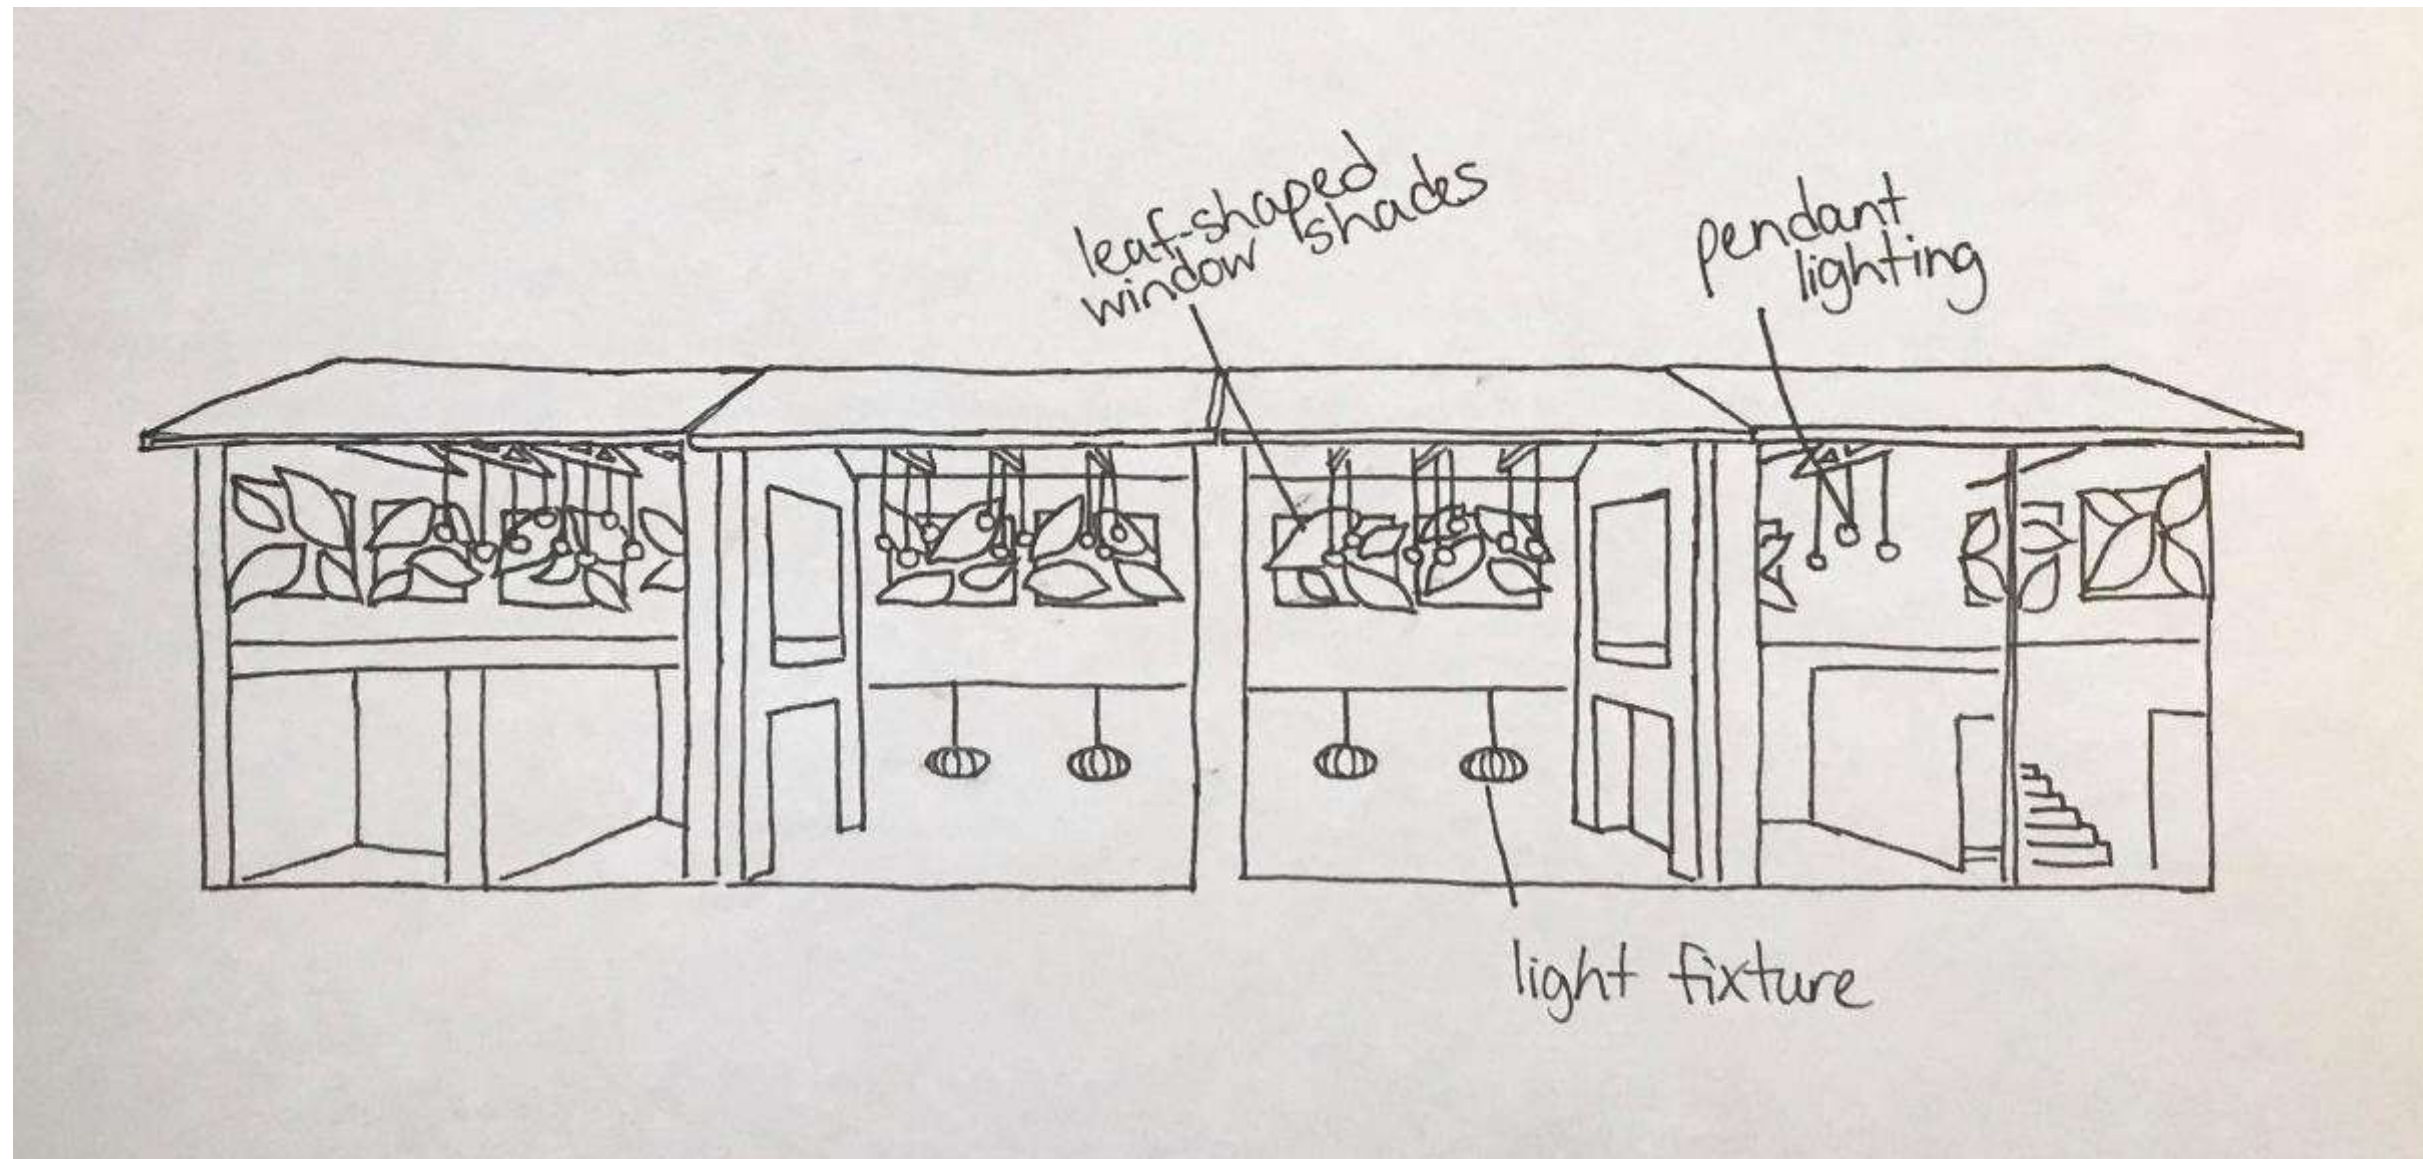 leaf-shaped
window shades
pendant
lighting
light fixture